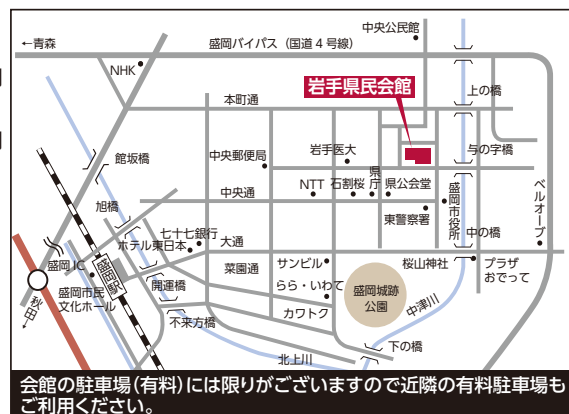 中央公民館
←青森
盛岡バイパス（国道4号線）
NHK
岩手県民会館
上の橋
本町通
館坂橋
中央郵便局
岩手医大
与の字橋
中央通
NTT
石割桜
県庁
県公会堂
盛岡市役所
ベルオーブ
旭橋
東警察署
七十七銀行
ホテル東日本
大通
中の橋
盛岡IC
盛岡駅
菜園通
サンビル
桜山神社
プラザ
おでって
盛岡市民
文化ホール
開運橋
らら・いわて
盛岡城跡
公園
中津川
秋田→
カワトク
不来方橋
下の橋
北上川
会館の駐車場（有料）には限りがございますので近隣の有料駐車場も
ご利用ください。